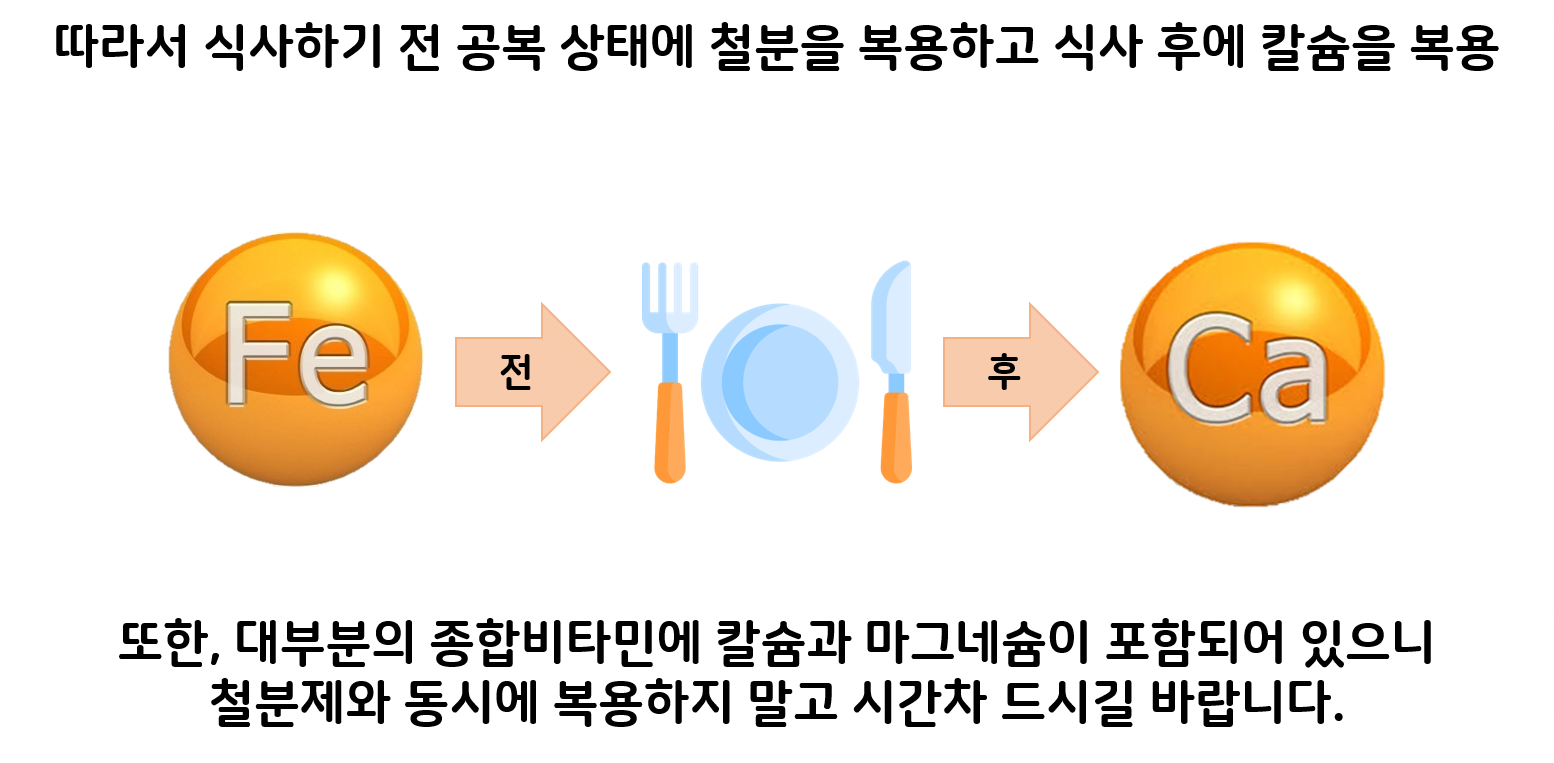 따라서 식사하기 전 공복 상태에 철분을 복용하고 식사 후에 칼슘을 복용
Fe
전
후
Ca
또한, 대부분의 종합비타민에 칼슘과 마그네슘이 포함되어 있으니
철분제와 동시에 복용하지 말고 시간차 드시길 바랍니다.